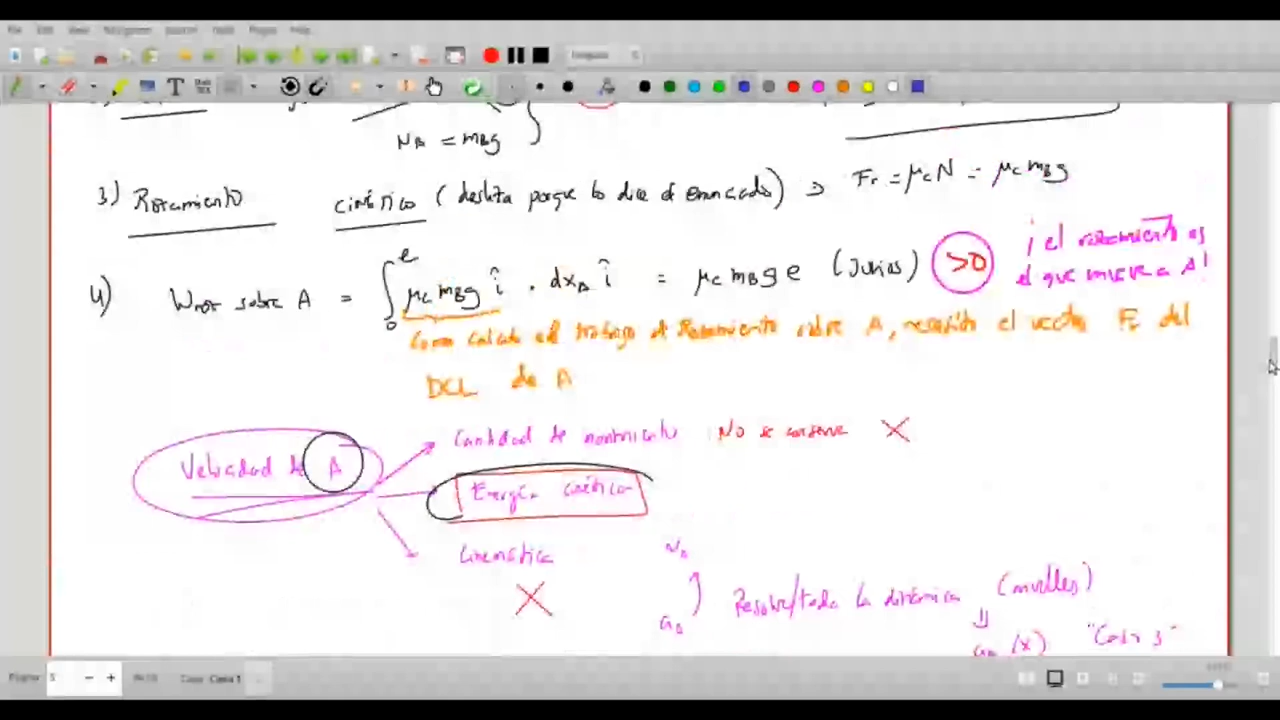 N_B = m_B g
3) Rozamiento cinético (desliza porque lo dice el enunciado) ⇒ Fr = μc N = μc m_B g
4) W_roz sobre A = ∫₀ᵉ μc m_B g î · dx_A î = μc m_B g e (Julios) >0 ¡el rozamiento es
el que mueve a A!
Como calculo el trabajo de Rozamiento sobre A, necesito el vector Fr del
DCL de A
Cantidad de movimiento No se conserva X
Velocidad de A
Energía cinética
Cinemática
Resolver toda la dinámica (muelles)
(x)
Página